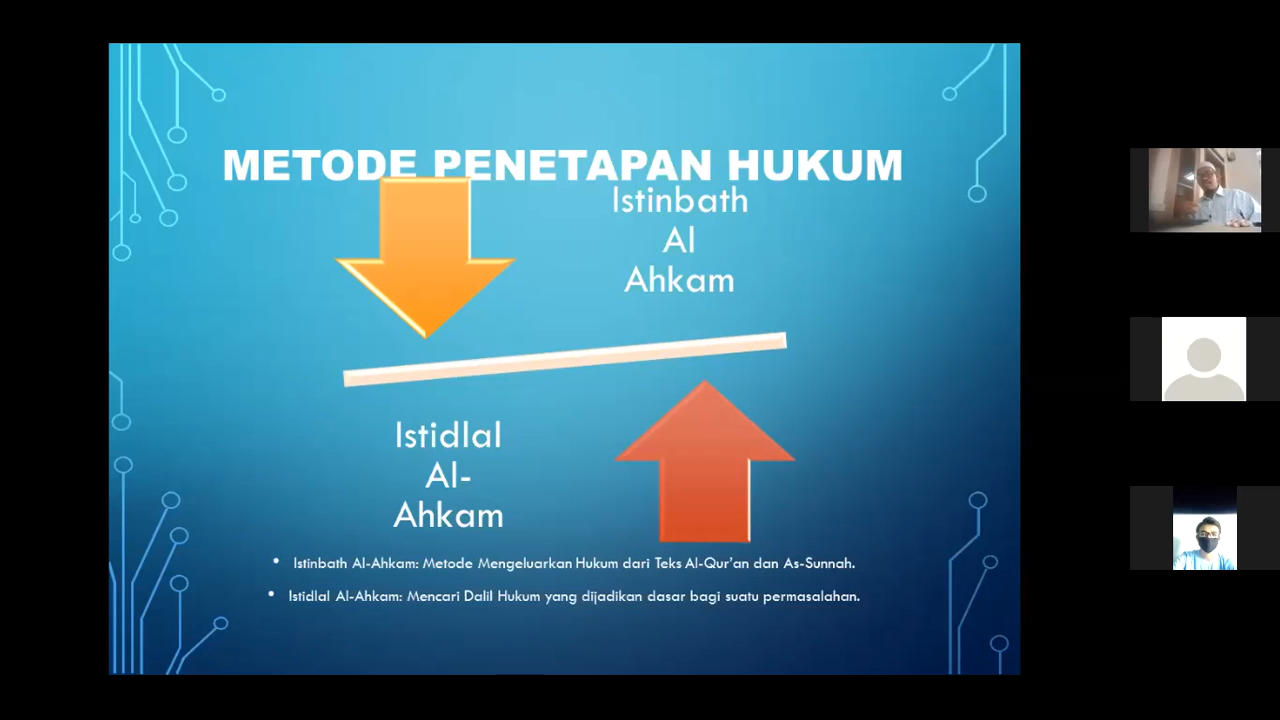 METODE PENETAPAN HUKUM
Istinbath
Al
Ahkam
Istidlal
Al-
Ahkam
• Istinbath Al-Ahkam: Metode Mengeluarkan Hukum dari Teks Al-Qur’an dan As-Sunnah.
• Istidlal Al-Ahkam: Mencari Dalil Hukum yang dijadikan dasar bagi suatu permasalahan.